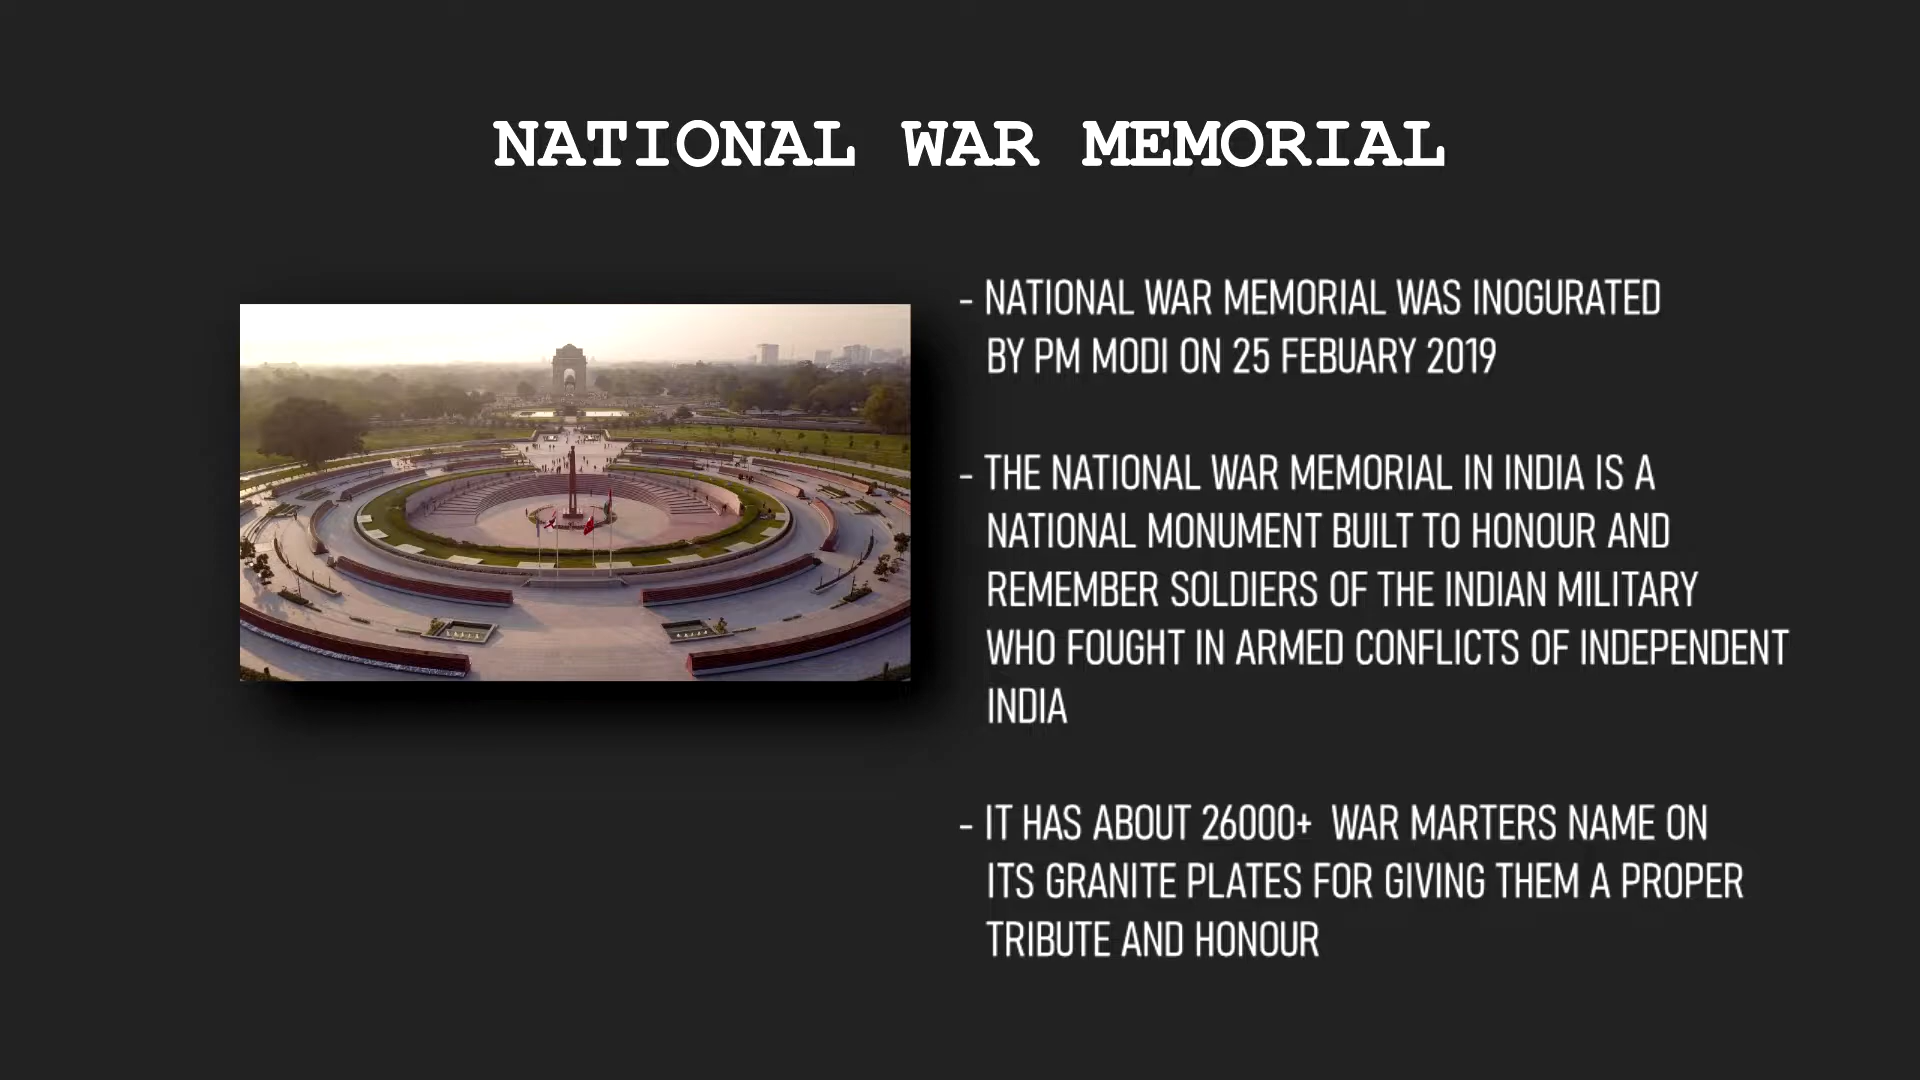 NATIONAL WAR MEMORIAL
- NATIONAL WAR MEMORIAL WAS INOGURATED
BY PM MODI ON 25 FEBUARY 2019
- THE NATIONAL WAR MEMORIAL IN INDIA IS A
NATIONAL MONUMENT BUILT TO HONOUR AND
REMEMBER SOLDIERS OF THE INDIAN MILITARY
WHO FOUGHT IN ARMED CONFLICTS OF INDEPENDENT
INDIA
- IT HAS ABOUT 26000+  WAR MARTERS NAME ON
ITS GRANITE PLATES FOR GIVING THEM A PROPER
TRIBUTE AND HONOUR